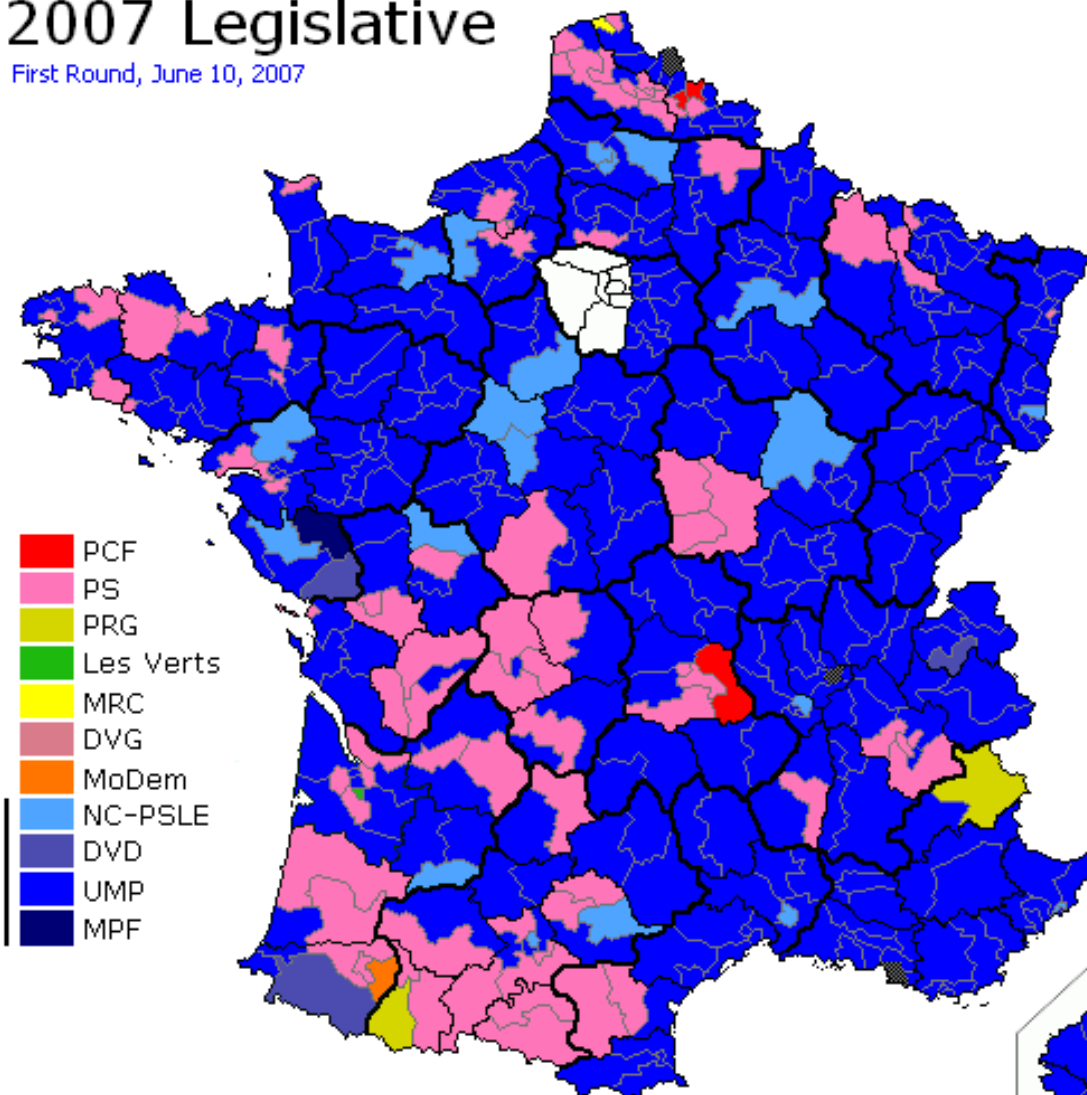 2007 Legislative
First Round, June 10, 2007
PCF
PS
PRG
Les Verts
MRC
DVG
MoDem
NC-PSLE
DVD
UMP
MPF